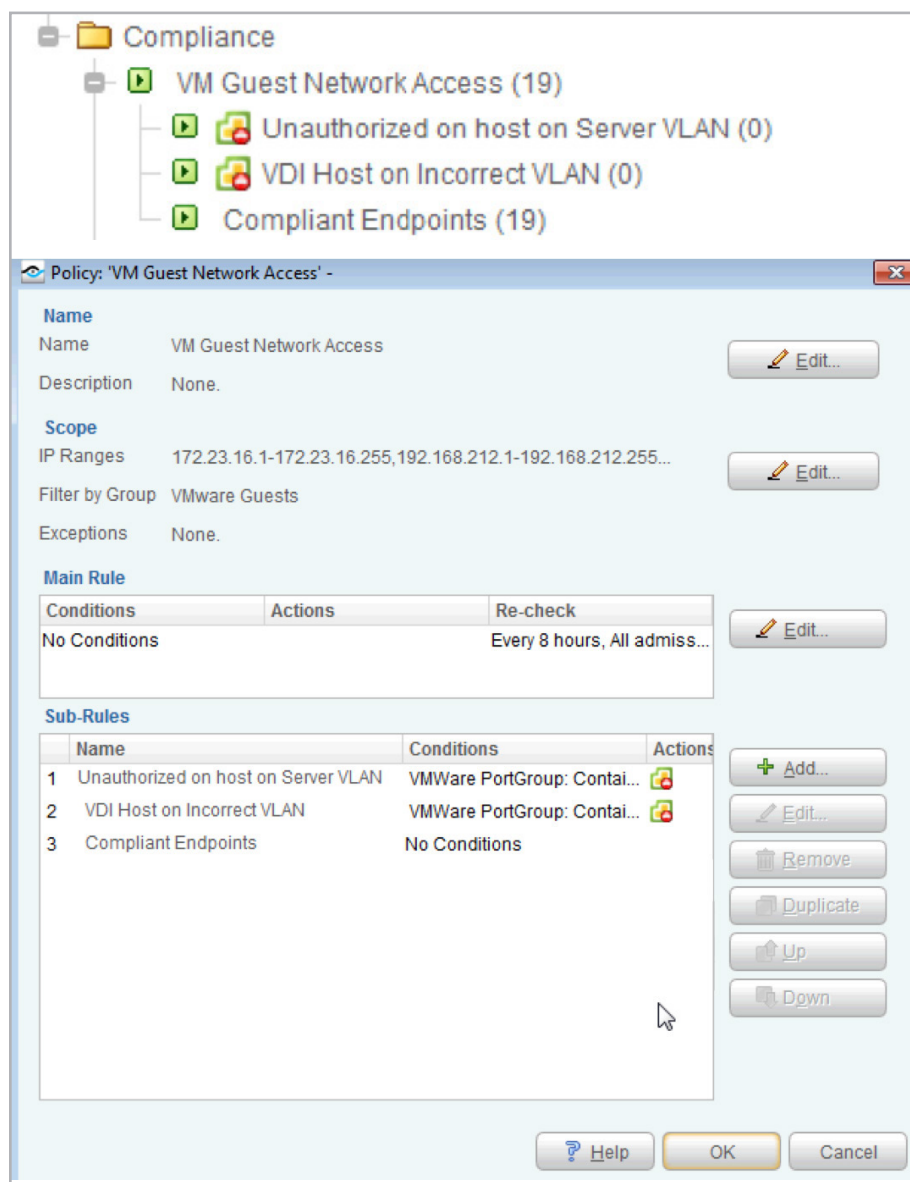 Compliance
VM Guest Network Access (19)
Unauthorized on host on Server VLAN (0)
VDI Host on Incorrect VLAN (0)
Compliant Endpoints (19)
Policy: 'VM Guest Network Access' -
Name
Name VM Guest Network Access
Edit...
Description None.
Scope
IP Ranges 172.23.16.1-172.23.16.255,192.168.212.1-192.168.212.255...
Edit...
Filter by Group VMware Guests
Exceptions None.
Main Rule
Conditions Actions Re-check
No Conditions Every 8 hours, All admiss...
Edit...
Sub-Rules
Name Conditions Actions
1 Unauthorized on host on Server VLAN VMWare PortGroup: Contai...
2 VDI Host on Incorrect VLAN VMWare PortGroup: Contai...
3 Compliant Endpoints No Conditions
Add...
Edit...
Remove
Duplicate
Up
Down
Help OK Cancel